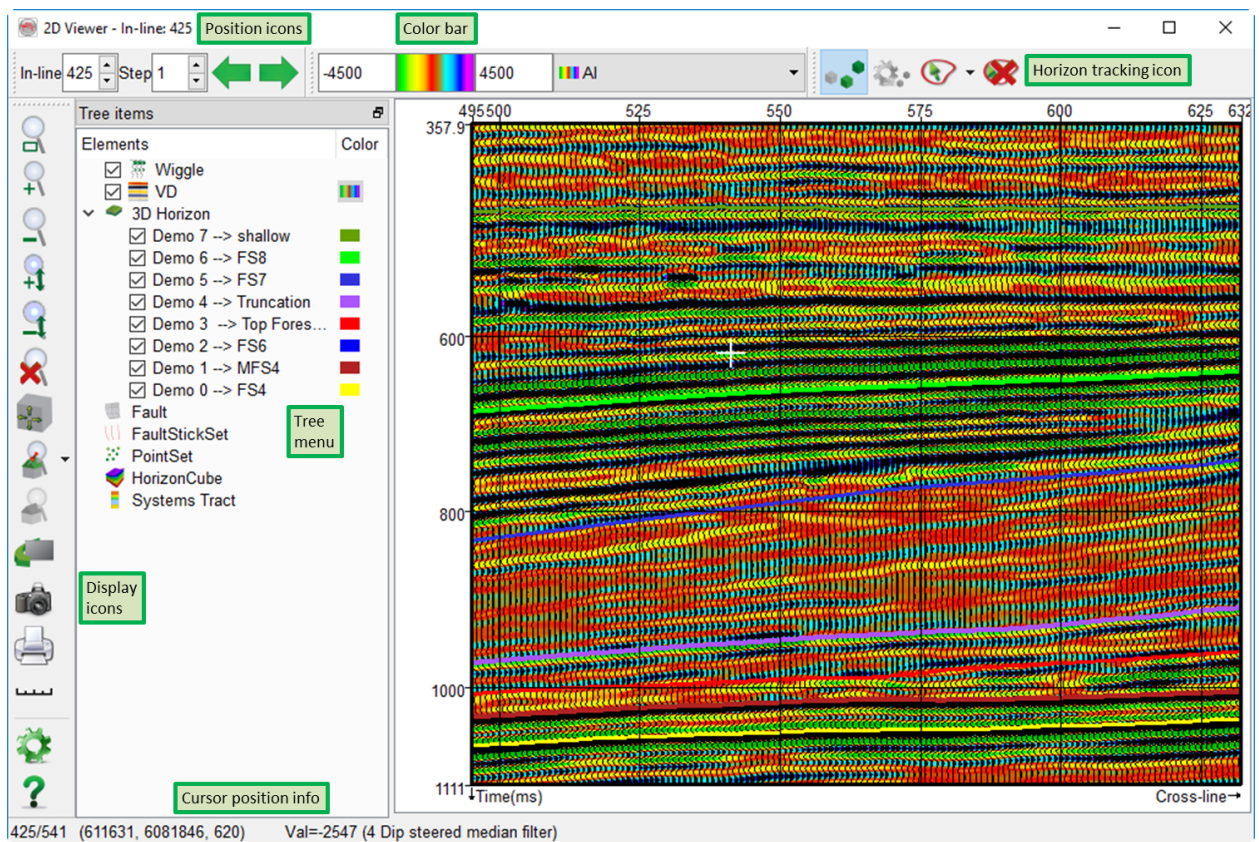 2D Viewer - In-line: 425
Position icons
Color bar
In-line 425 Step 1
-4500
4500
AI
Horizon tracking icon
Tree items
Elements Color
Wiggle
VD
3D Horizon
Demo 7 --> shallow
Demo 6 --> FS8
Demo 5 --> FS7
Demo 4 --> Truncation
Demo 3 --> Top Fores...
Demo 2 --> FS6
Demo 1 --> MFS4
Demo 0 --> FS4
Fault
FaultStickSet
PointSet
HorizonCube
Systems Tract
Tree
menu
Display
icons
Cursor position info
495500 525 550 575 600 625 632
357.9
600
800
1000
1111
Time(ms)
Cross-line
425/541 (611631, 6081846, 620) Val=-2547 (4 Dip steered median filter)